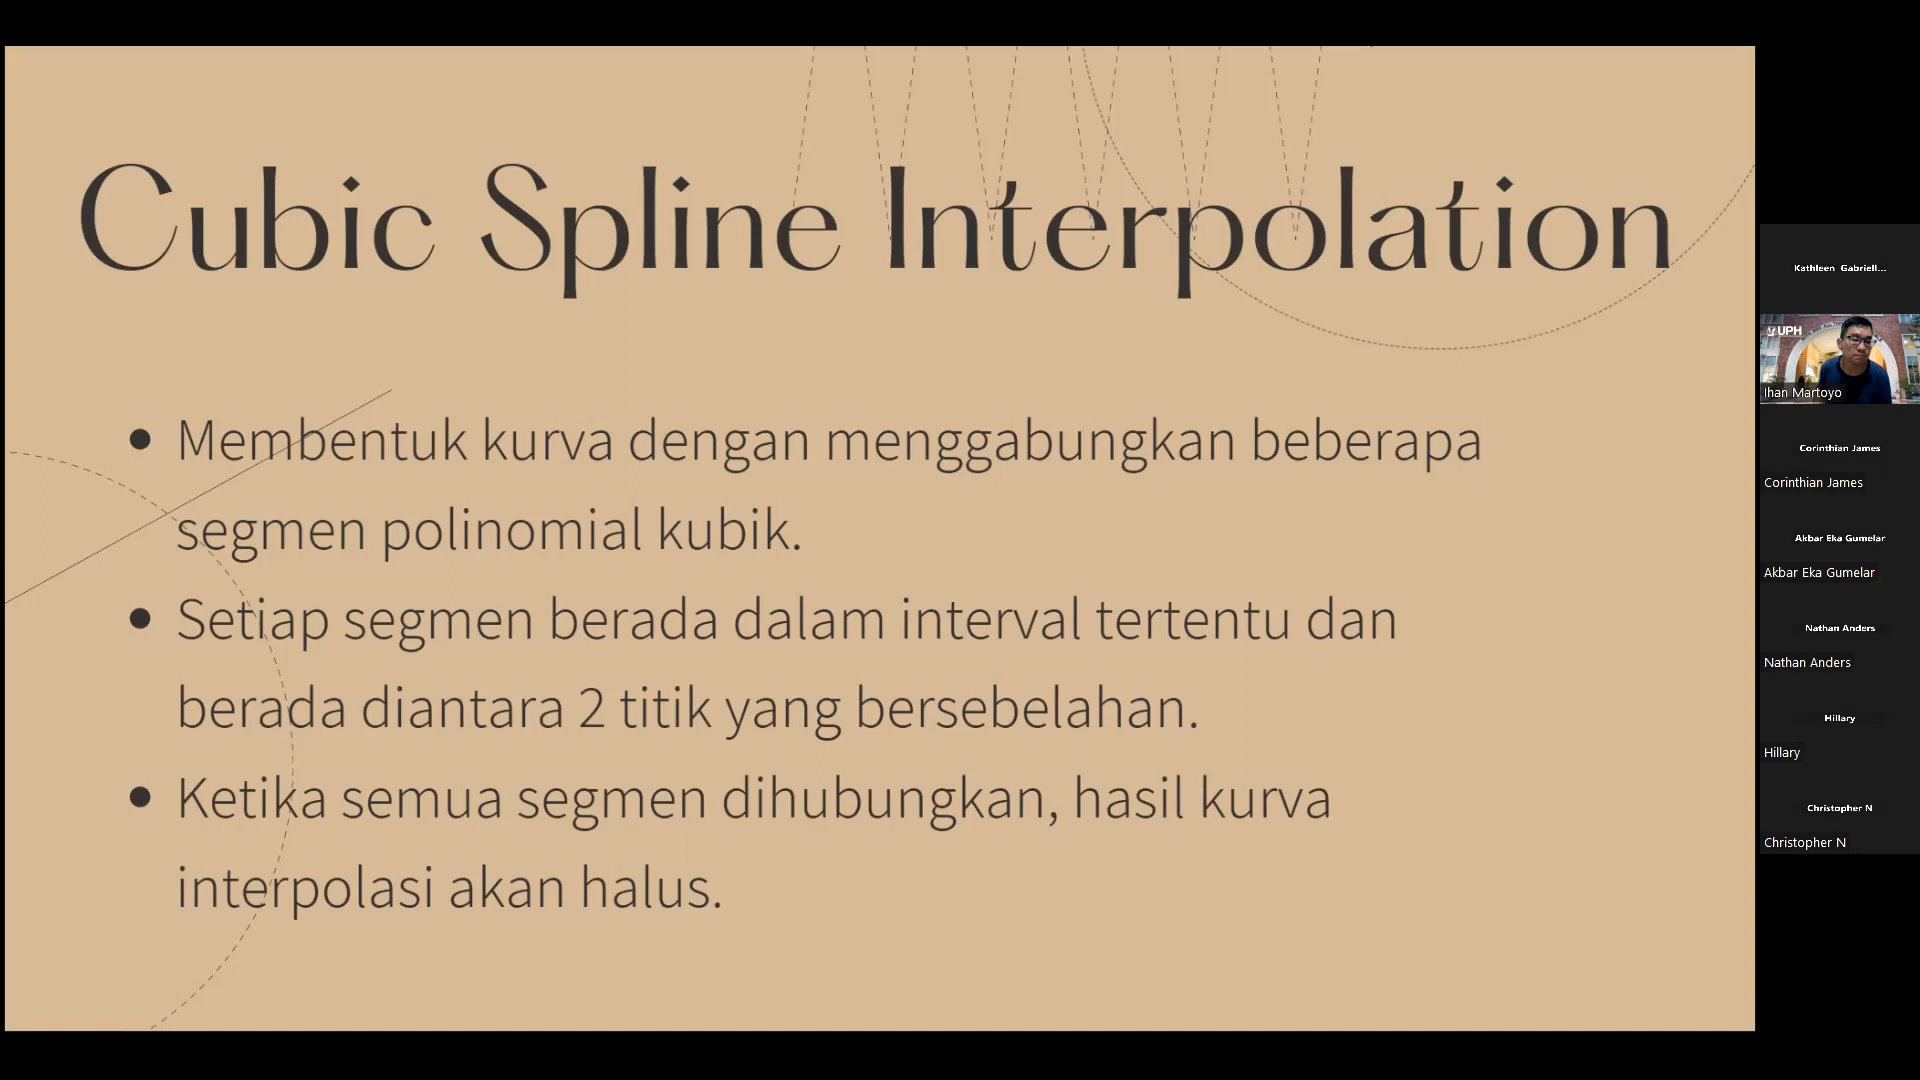 Cubic Spline Interpolation
Membentuk kurva dengan menggabungkan beberapa
segmen polinomial kubik.
Setiap segmen berada dalam interval tertentu dan
berada diantara 2 titik yang bersebelahan.
Ketika semua segmen dihubungkan, hasil kurva
interpolasi akan halus.
Kathleen Gabriell...
UPH
Ihan Martoyo
Corinthian James
Corinthian James
Akbar Eka Gumelar
Akbar Eka Gumelar
Nathan Anders
Nathan Anders
Hillary
Hillary
Christopher N
Christopher N